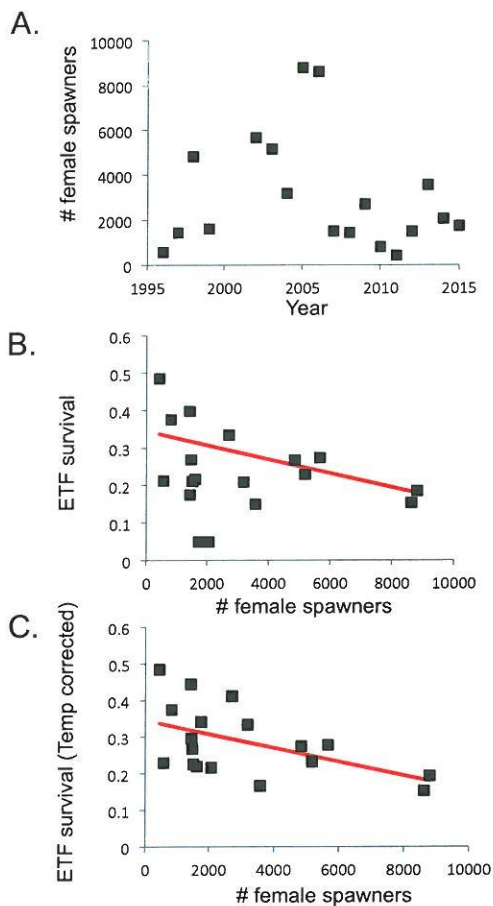 A.
# female spawners
10000
8000
6000
4000
2000
0
1995 2000 2005 2010 2015
Year
B.
ETF survival
0.6
0.5
0.4
0.3
0.2
0.1
0
0 2000 4000 6000 8000 10000
# female spawners
C.
ETF survival (Temp corrected)
0.6
0.5
0.4
0.3
0.2
0.1
0
0 2000 4000 6000 8000 10000
# female spawners